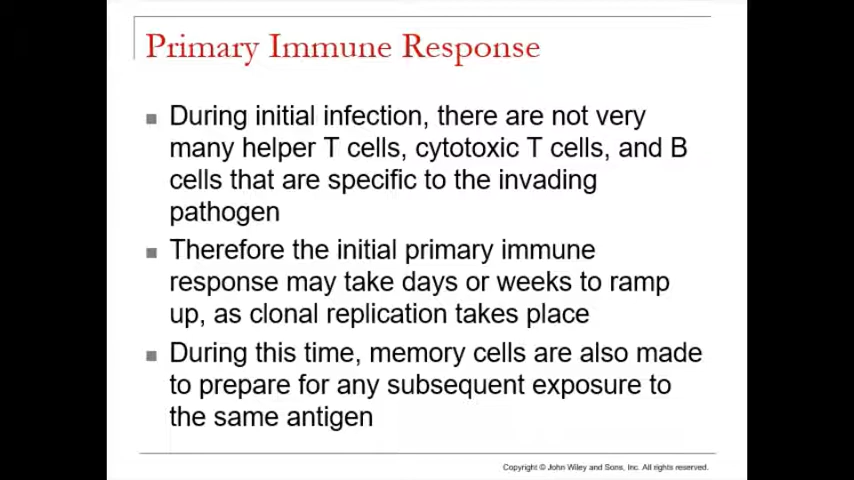 Primary Immune Response
During initial infection, there are not very
many helper T cells, cytotoxic T cells, and B
cells that are specific to the invading
pathogen
Therefore the initial primary immune
response may take days or weeks to ramp
up, as clonal replication takes place
During this time, memory cells are also made
to prepare for any subsequent exposure to
the same antigen
Copyright © John Wiley and Sons, Inc. All rights reserved.